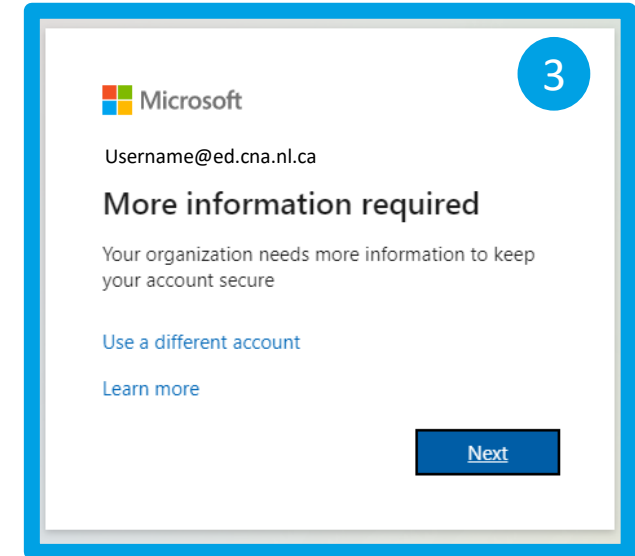 3
Microsoft
Username@ed.cna.nl.ca
More information required
Your organization needs more information to keep
your account secure
Use a different account
Learn more
Next